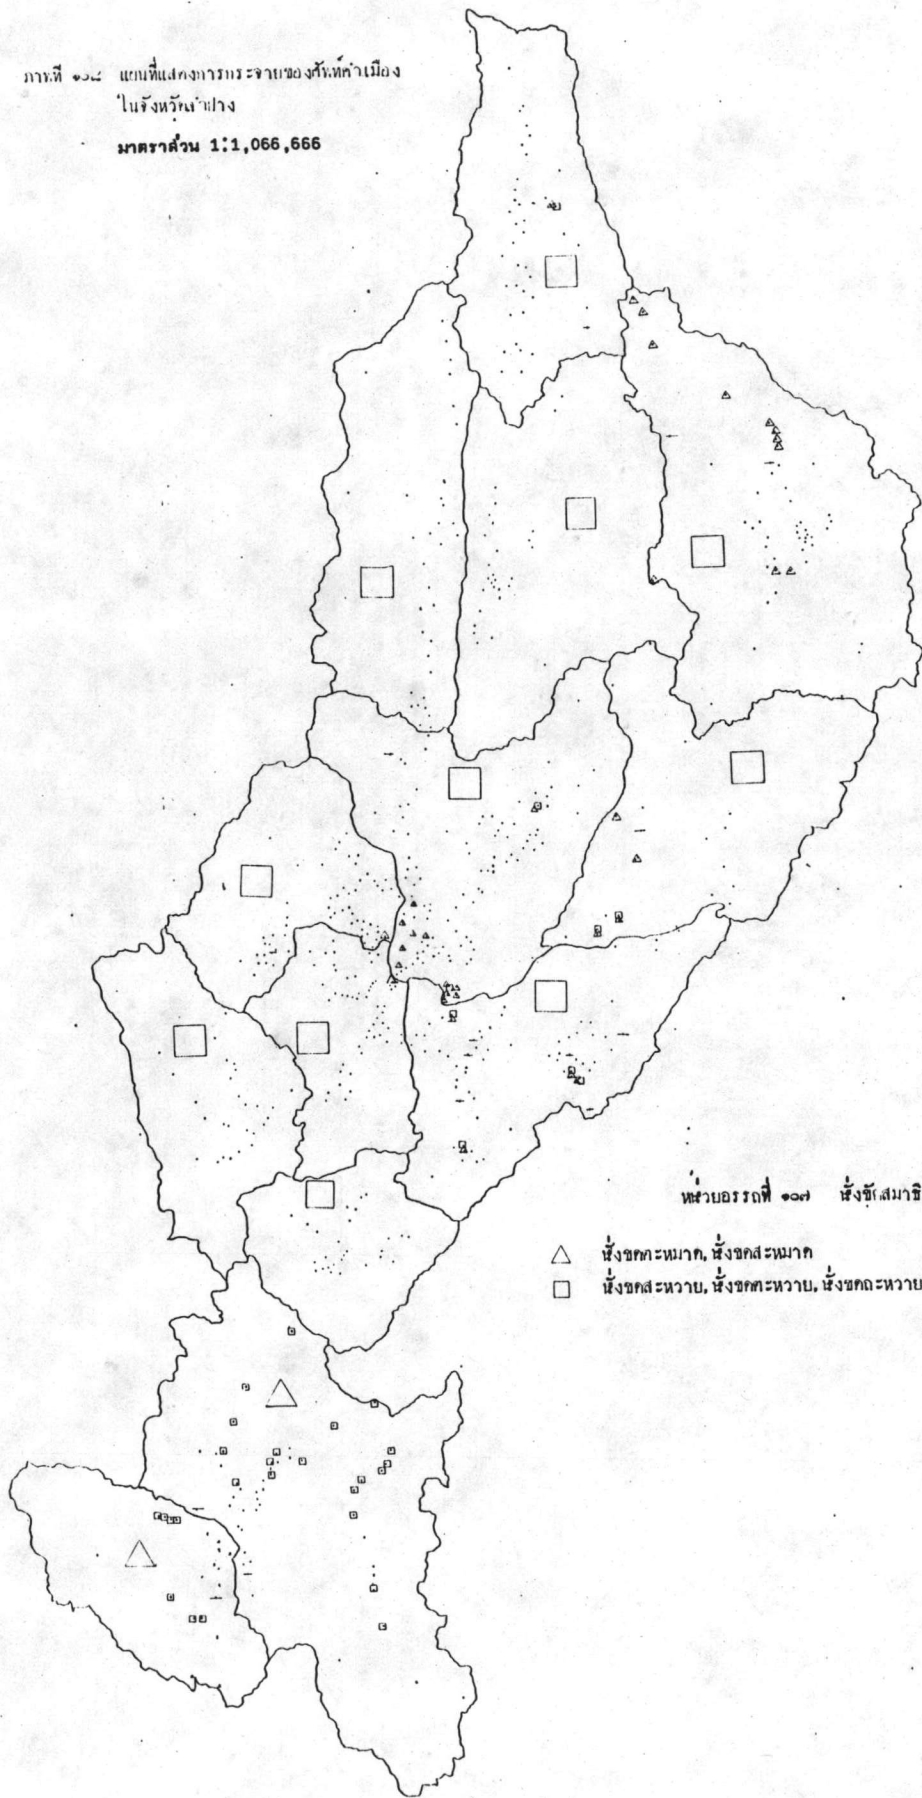 ภาพที่ ๑๖๘ แผนที่แสดงการกระจายของศัพท์คำเมือง
ในจังหวัดลำปาง
มาตราส่วน 1:1,066,666
หน่วยอรรถที่ ๑๐๗ นั่งขัดสมาธิ
นั่งขดตะหมาด, นั่งขดสะหมาด
นั่งขดสะหวาย, นั่งขดตะหวาย, นั่งขดถะหวาย